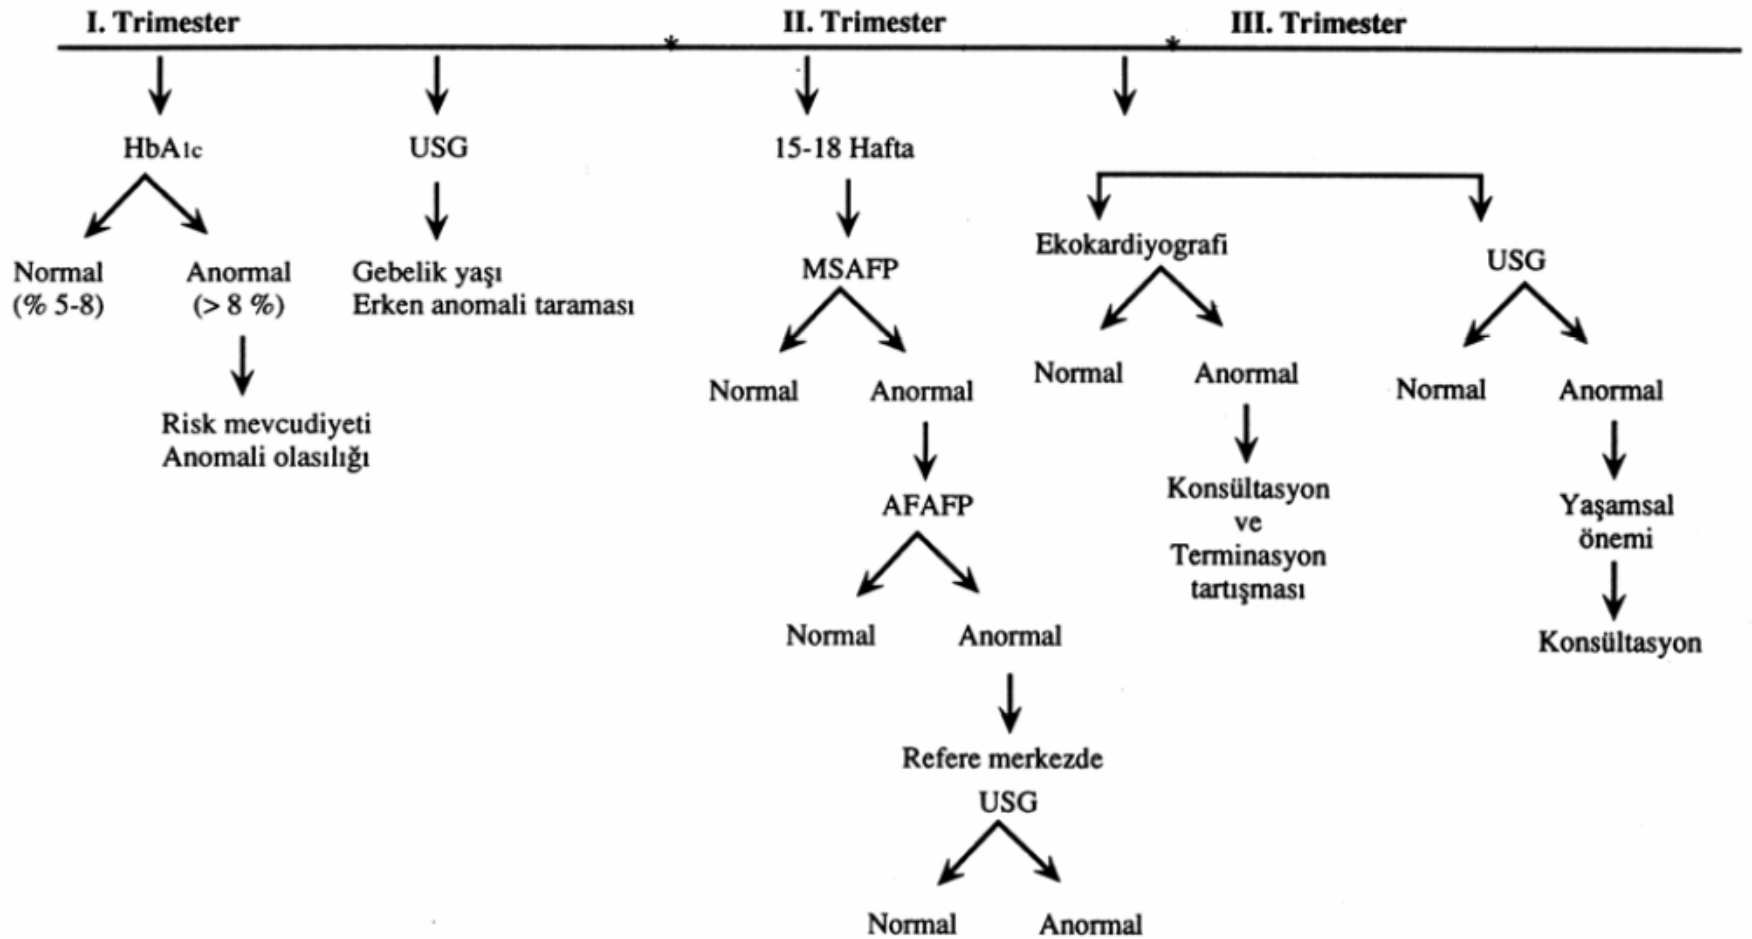 I. Trimester
II. Trimester
III. Trimester
HbA1c
Normal
(% 5-8)
Anormal
(> 8 %)
Risk mevcudiyeti
Anomali olasılığı
USG
Gebelik yaşı
Erken anomali taraması
15-18 Hafta
MSAFP
Normal
Anormal
AFAFP
Normal
Anormal
Refere merkezde
USG
Normal
Anormal
Ekokardiyografi
Normal
Anormal
Konsültasyon
ve
Terminasyon
tartışması
USG
Normal
Anormal
Yaşamsal
önemi
Konsültasyon